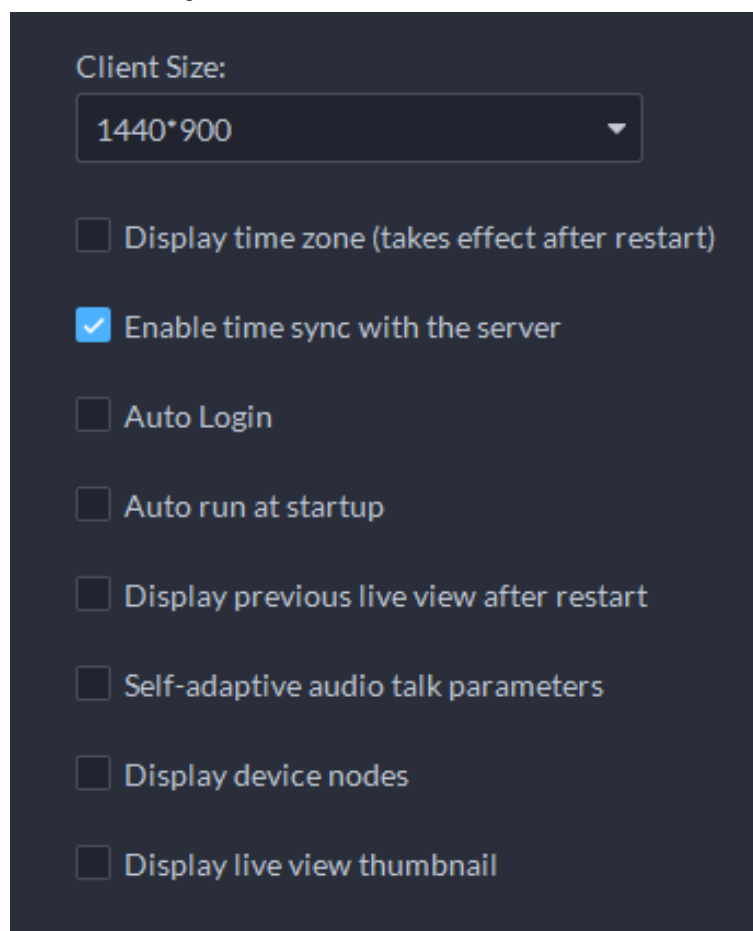 Client Size:
1440*900
Display time zone (takes effect after restart)
Enable time sync with the server
Auto Login
Auto run at startup
Display previous live view after restart
Self-adaptive audio talk parameters
Display device nodes
Display live view thumbnail